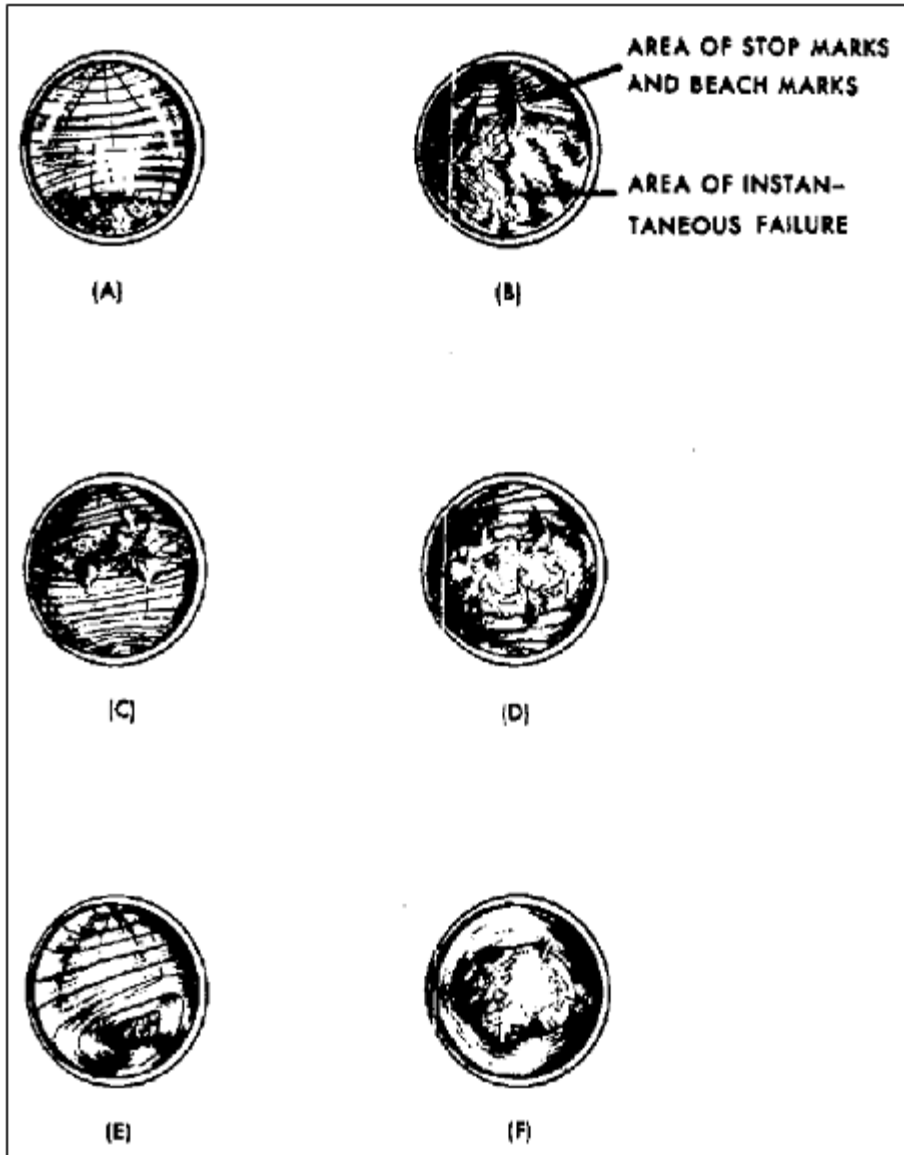 AREA OF STOP MARKS
AND BEACH MARKS
AREA OF INSTAN-
TANEOUS FAILURE
(A)
(B)
(C)
(D)
(E)
(F)